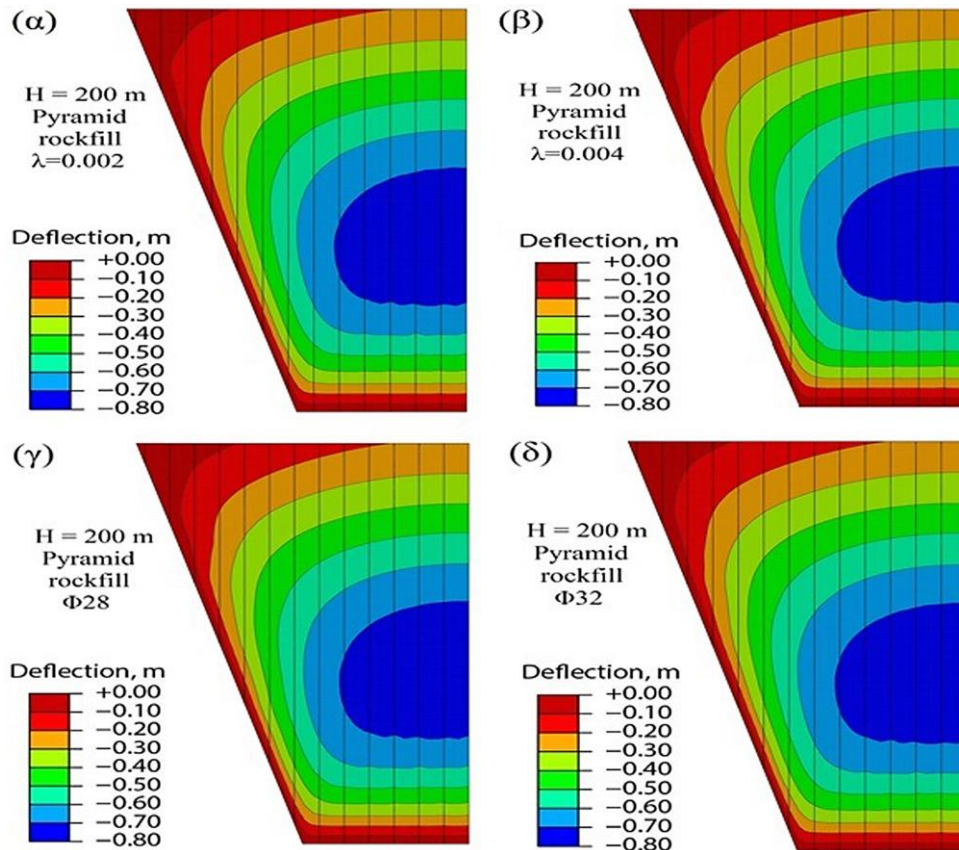 (α)
H = 200 m
Pyramid
rockfill
λ=0.002
Deflection, m
+0.00
−0.10
−0.20
−0.30
−0.40
−0.50
−0.60
−0.70
−0.80
(β)
H = 200 m
Pyramid
rockfill
λ=0.004
Deflection, m
+0.00
−0.10
−0.20
−0.30
−0.40
−0.50
−0.60
−0.70
−0.80
(γ)
H = 200 m
Pyramid
rockfill
Φ28
Deflection, m
+0.00
−0.10
−0.20
−0.30
−0.40
−0.50
−0.60
−0.70
−0.80
(δ)
H = 200 m
Pyramid
rockfill
Φ32
Deflection, m
+0.00
−0.10
−0.20
−0.30
−0.40
−0.50
−0.60
−0.70
−0.80